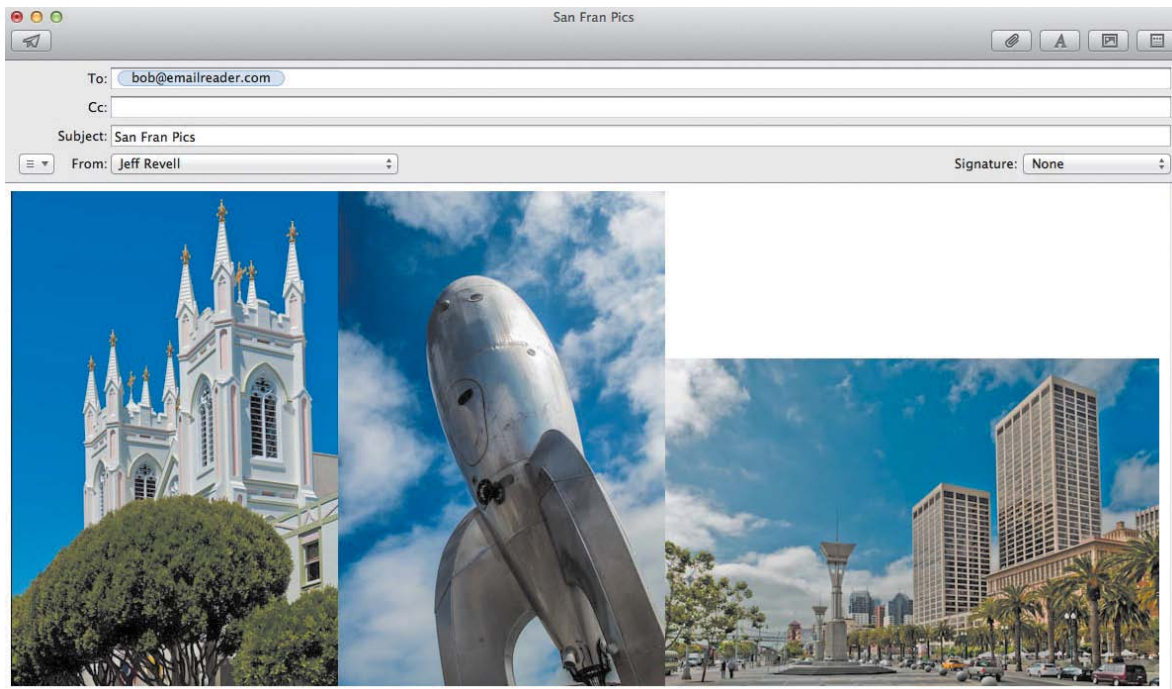 San Fran Pics
To: bob@emailreader.com
Cc:
Subject: San Fran Pics
From: Jeff Revell Signature: None